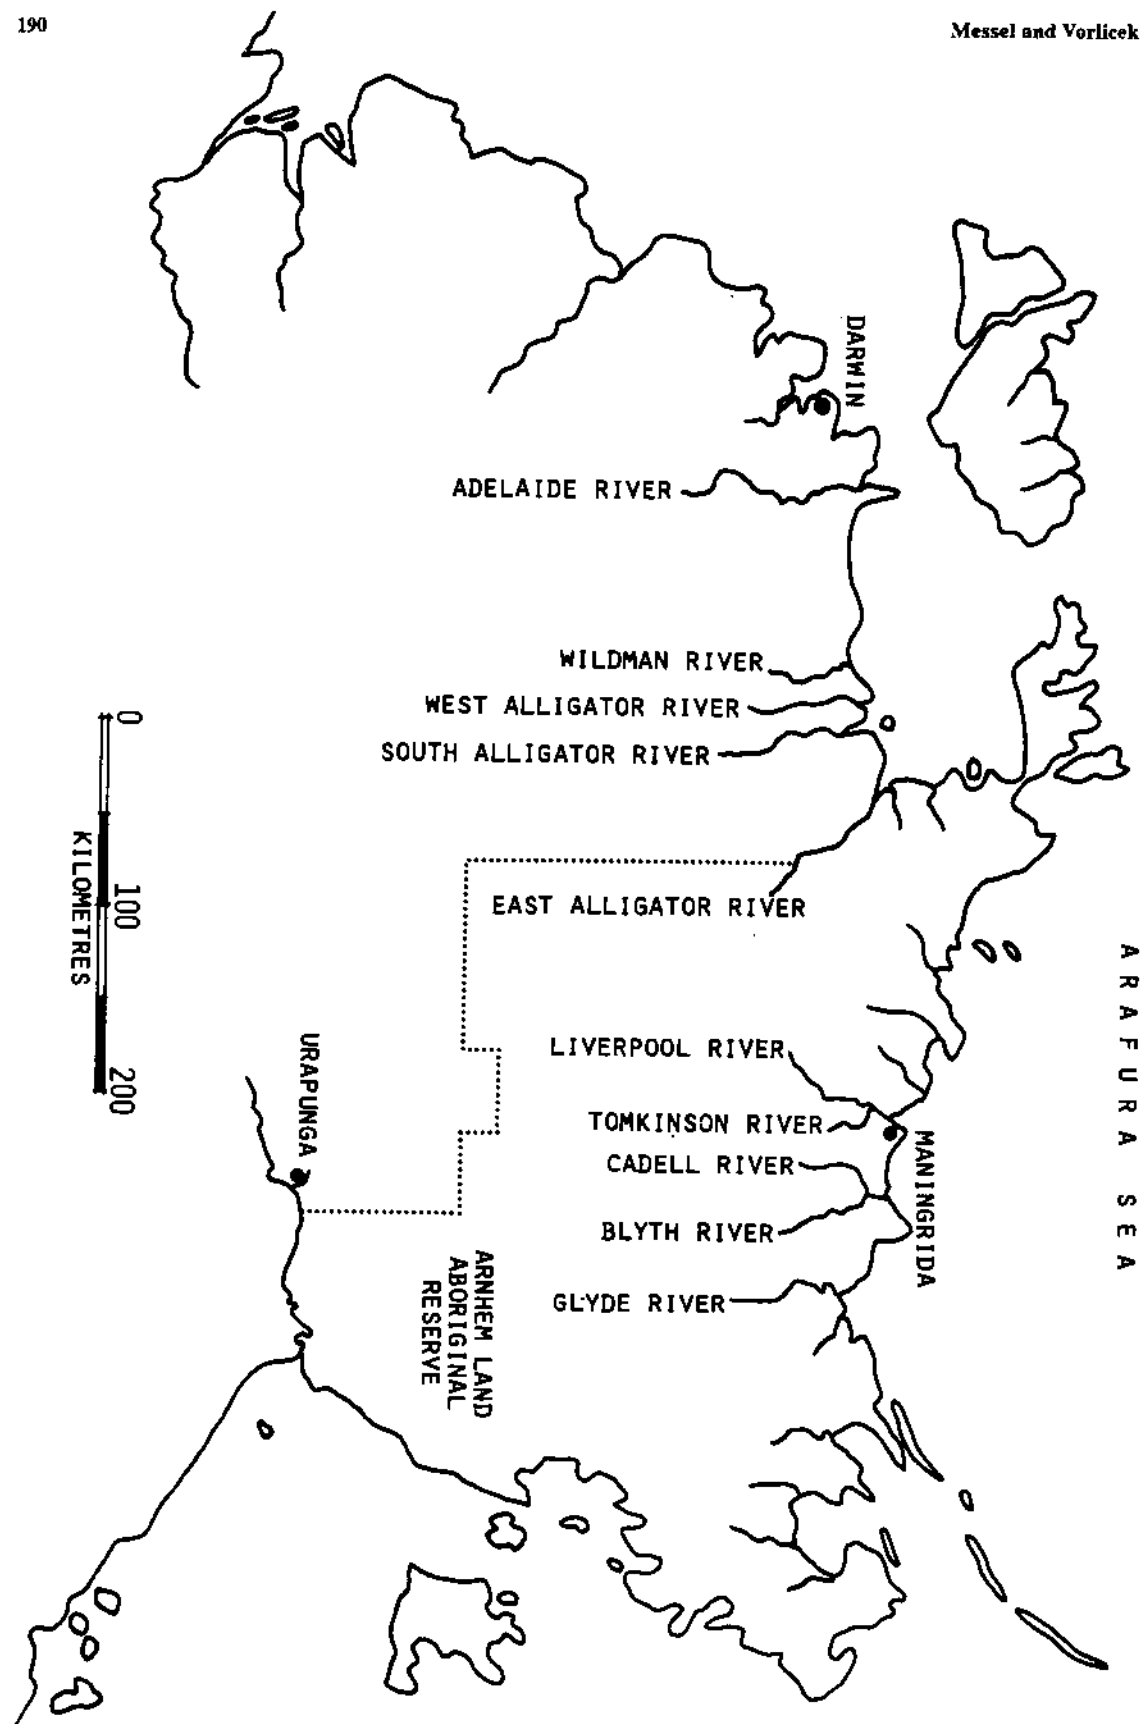 190
Messel and Vorlicek
DARWIN
ADELAIDE RIVER
WILDMAN RIVER
WEST ALLIGATOR RIVER
SOUTH ALLIGATOR RIVER
EAST ALLIGATOR RIVER
0
100
200
KILOMETRES
ARAFURA SEA
LIVERPOOL RIVER
TOMKINSON RIVER
MANINGRIDA
CADELL RIVER
BLYTH RIVER
GLYDE RIVER
URAPUNGA
ARNHEM LAND
ABORIGINAL
RESERVE